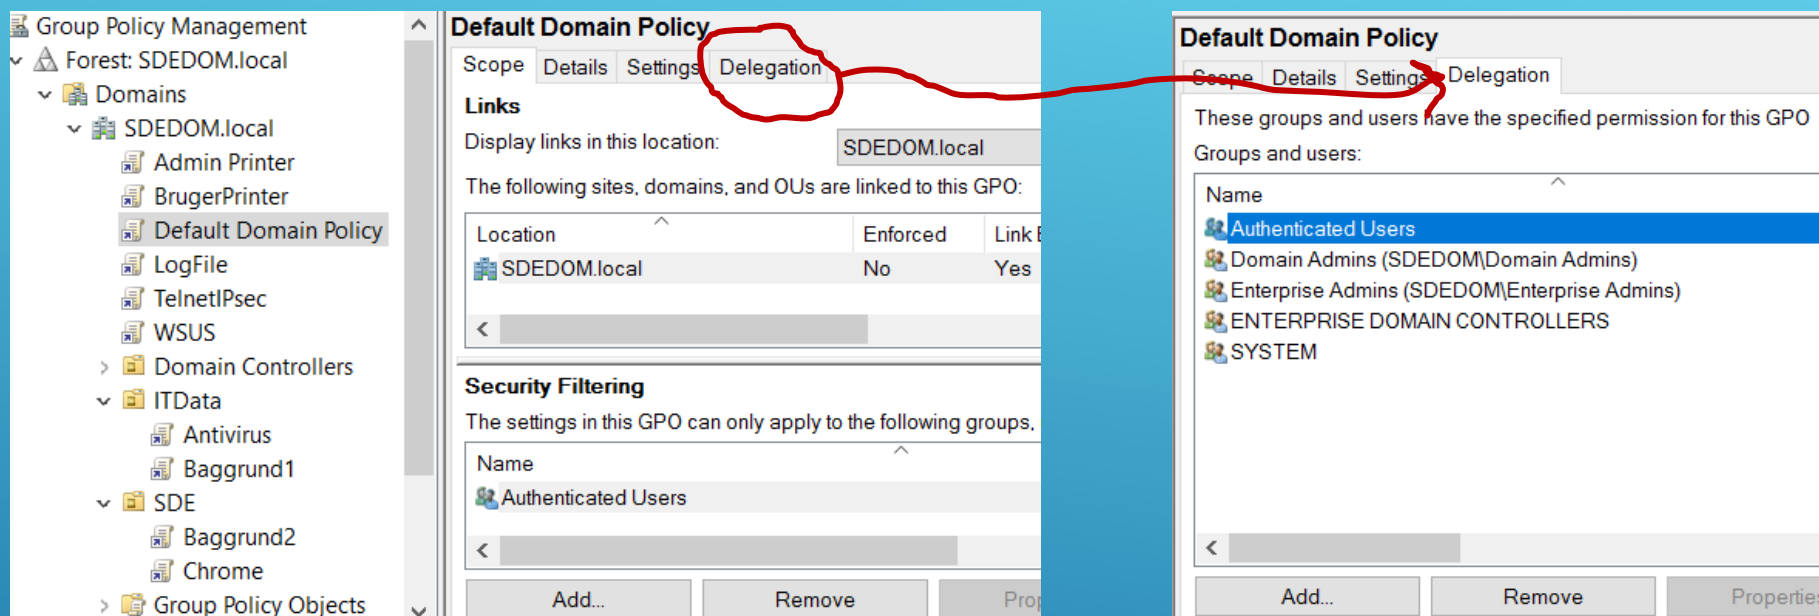 Group Policy Management
Forest: SDEDOM.local
Domains
SDEDOM.local
Admin Printer
BrugerPrinter
Default Domain Policy
LogFile
TelnetIPsec
WSUS
Domain Controllers
ITData
Antivirus
Baggrund1
SDE
Baggrund2
Chrome
Group Policy Objects
Default Domain Policy
Scope Details Settings Delegation
Links
Display links in this location: SDEDOM.local
The following sites, domains, and OUs are linked to this GPO:
Location Enforced Link
SDEDOM.local No Yes
Security Filtering
The settings in this GPO can only apply to the following groups,
Name
Authenticated Users
Add... Remove Prop
Default Domain Policy
Scope Details Settings Delegation
These groups and users have the specified permission for this GPO
Groups and users:
Name
Authenticated Users
Domain Admins (SDEDOM\Domain Admins)
Enterprise Admins (SDEDOM\Enterprise Admins)
ENTERPRISE DOMAIN CONTROLLERS
SYSTEM
Add... Remove Properties